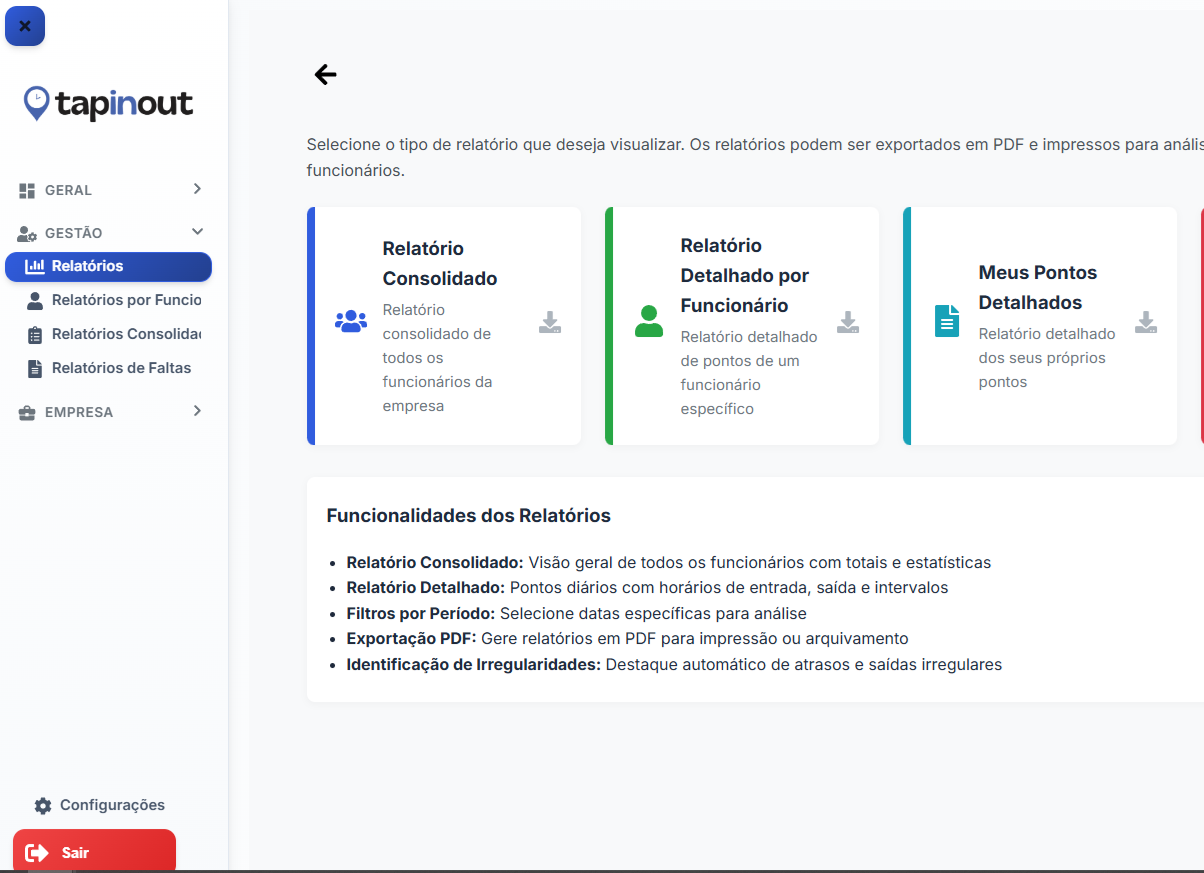 tapinout
GERAL
GESTÃO
Relatórios
Relatórios por Funcio
Relatórios Consolida
Relatórios de Faltas
EMPRESA
Configurações
Sair
Selecione o tipo de relatório que deseja visualizar. Os relatórios podem ser exportados em PDF e impressos para anális
funcionários.
Relatório
Consolidado
Relatório
consolidado de
todos os
funcionários da
empresa
Relatório
Detalhado por
Funcionário
Relatório detalhado
de pontos de um
funcionário
específico
Meus Pontos
Detalhados
Relatório detalhado
dos seus próprios
pontos
Funcionalidades dos Relatórios
• Relatório Consolidado: Visão geral de todos os funcionários com totais e estatísticas
• Relatório Detalhado: Pontos diários com horários de entrada, saída e intervalos
• Filtros por Período: Selecione datas específicas para análise
• Exportação PDF: Gere relatórios em PDF para impressão ou arquivamento
• Identificação de Irregularidades: Destaque automático de atrasos e saídas irregulares